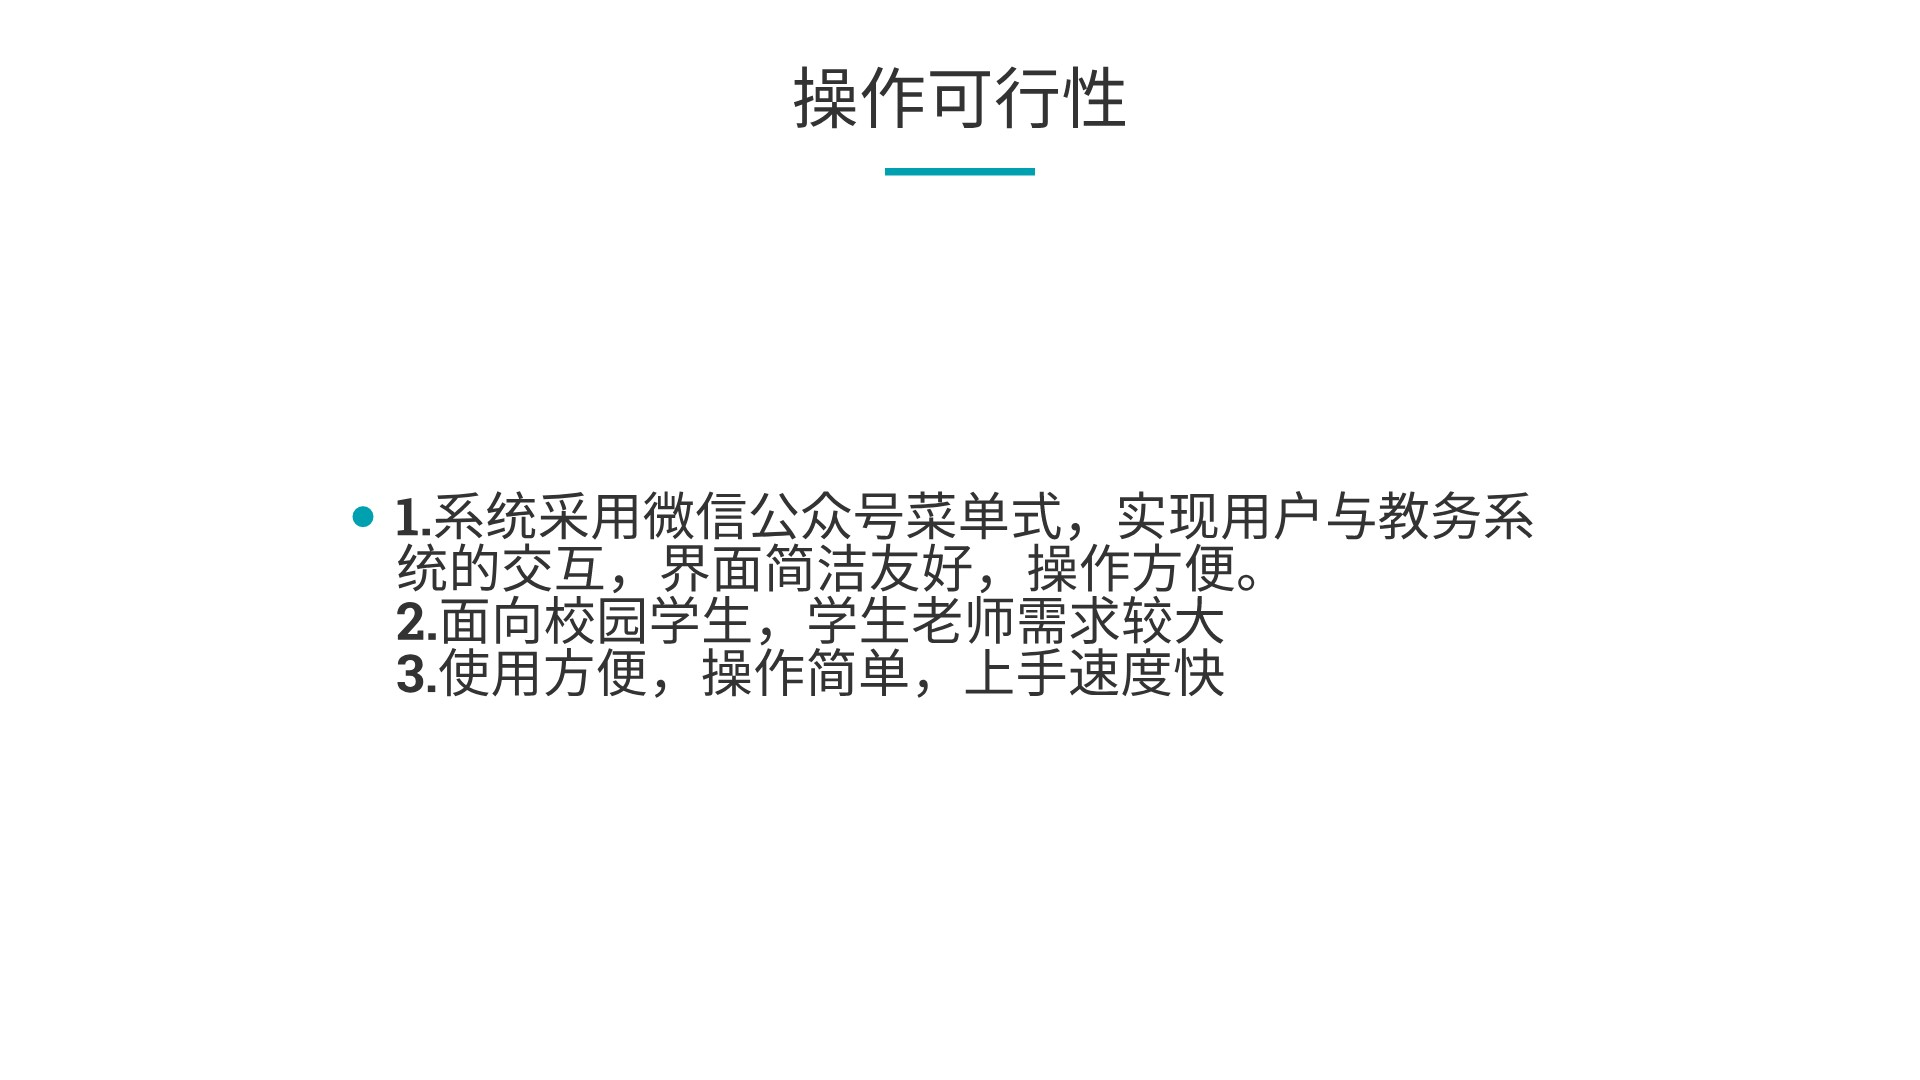 操作可行性
1.系统采用微信公众号菜单式，实现用户与教务系
统的交互，界面简洁友好，操作方便。
2.面向校园学生，学生老师需求较大
3.使用方便，操作简单，上手速度快